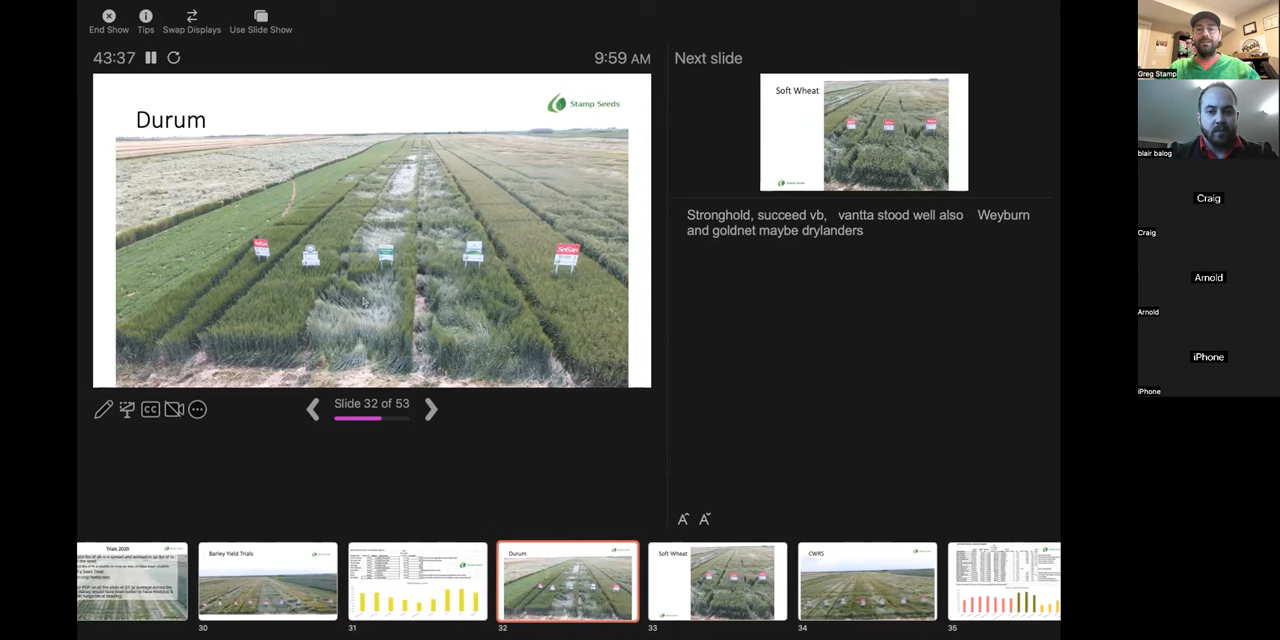 End Show
Tips
Swap Displays
Use Slide Show
43:37
9:59 AM
Durum
Stamp Seeds
SeCan
SeCan
Slide 32 of 53
Next slide
Soft Wheat
Stronghold, succeed vb, vantta stood well also Weyburn
and goldnet maybe drylanders
Trials 2020
Barley Yield Trials
30
31
Durum
32
Soft Wheat
33
CWRS
34
35
Greg Stamp
blair balog
Craig
Craig
Arnold
Arnold
iPhone
iPhone